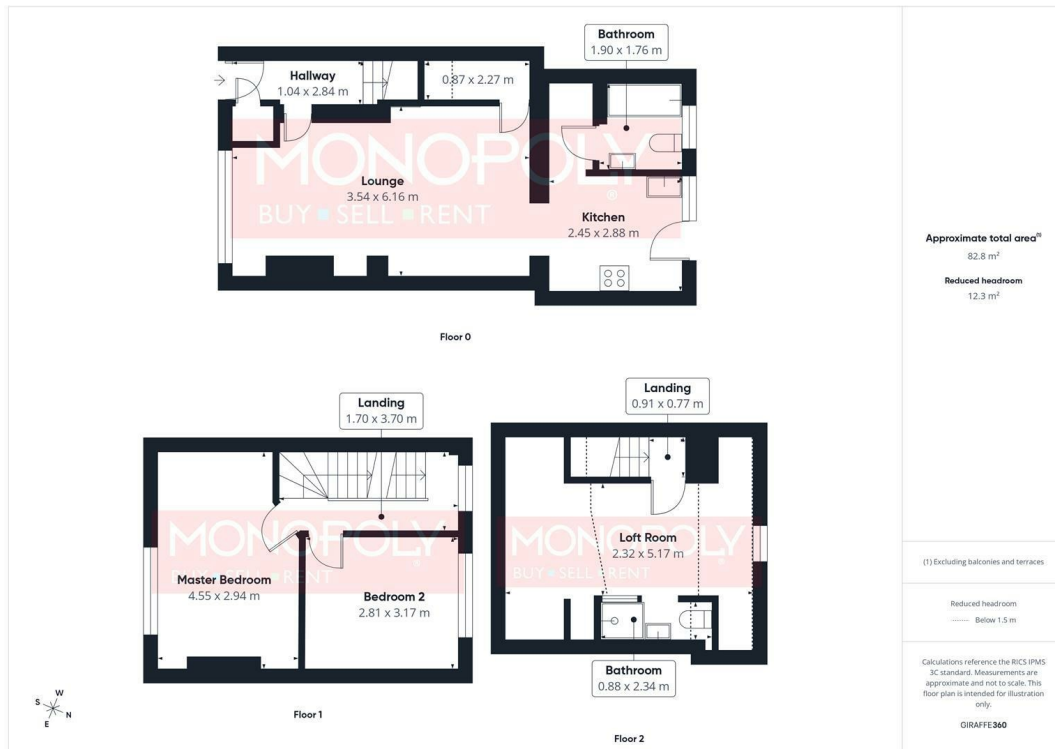 Bathroom
1.90 x 1.76 m
Hallway
1.04 x 2.84 m
0.87 x 2.27 m
MONOPOLY
®
BUY SELL RENT
Lounge
3.54 x 6.16 m
Kitchen
2.45 x 2.88 m
Floor 0
Approximate total area(1)
82.8 m²
Reduced headroom
12.3 m²
Landing
1.70 x 3.70 m
MONOPOLY
BUY SELL RENT
Master Bedroom
4.55 x 2.94 m
Bedroom 2
2.81 x 3.17 m
Floor 1
Landing
0.91 x 0.77 m
MONOPOLY
BUY SELL RENT
Loft Room
2.32 x 5.17 m
Bathroom
0.88 x 2.34 m
Floor 2
W
S
N
E
(1) Excluding balconies and terraces
Reduced headroom
Below 1.5 m
Calculations reference the RICS IPMS
3C standard. Measurements are
approximate and not to scale. This
floor plan is intended for illustration
only.
GIRAFFE360